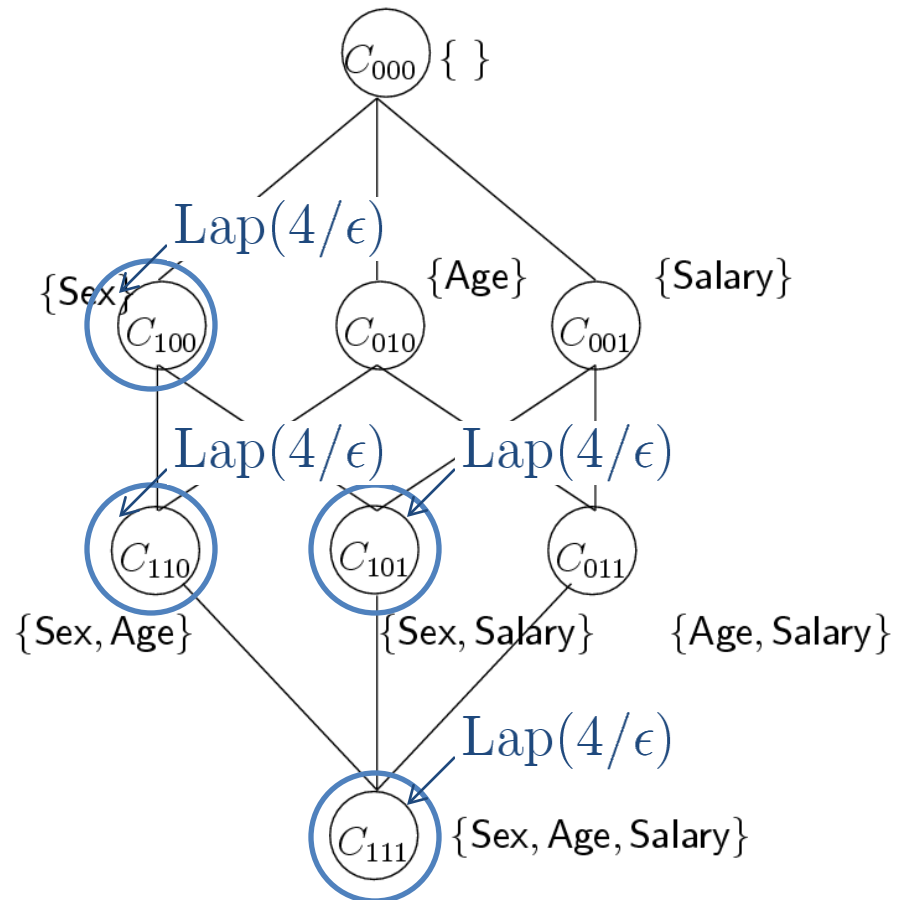 C₀₀₀ { }
Lap(4/ϵ)
{Sex} {Age} {Salary}
C₁₀₀ C₀₁₀ C₀₀₁
Lap(4/ϵ) Lap(4/ϵ)
C₁₁₀ C₁₀₁ C₀₁₁
{Sex, Age} {Sex, Salary} {Age, Salary}
Lap(4/ϵ)
C₁₁₁ {Sex, Age, Salary}